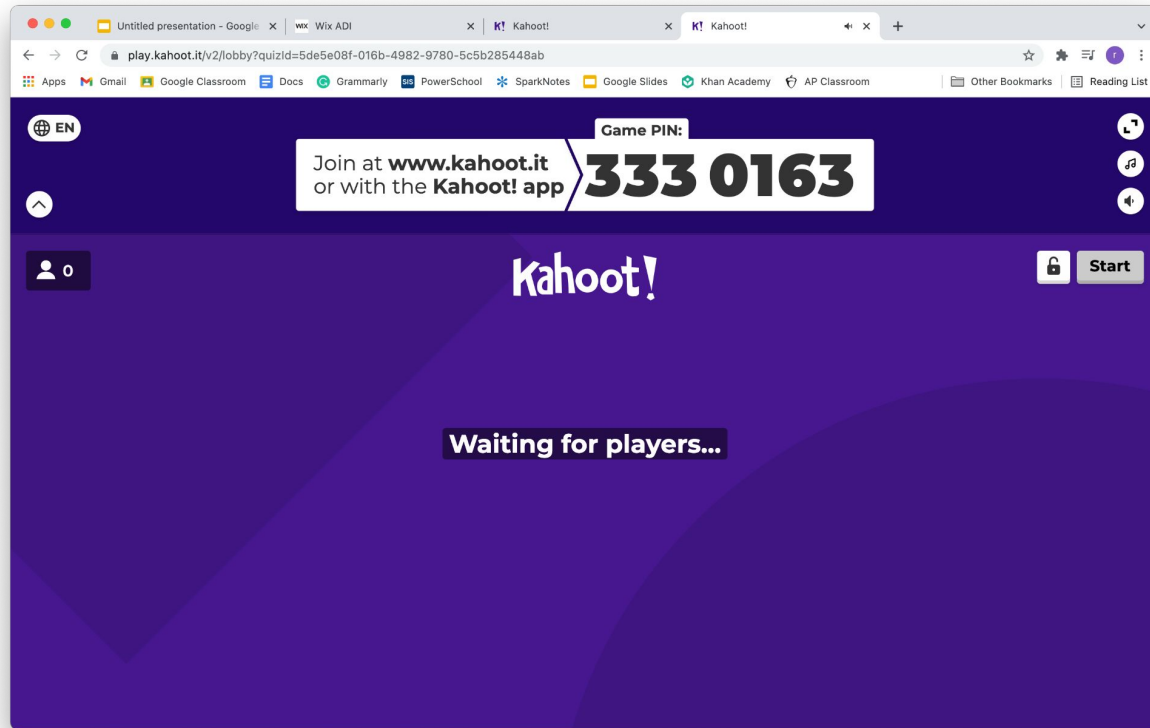 Untitled presentation - Google
WiX Wix ADI
K! Kahoot!
K! Kahoot!
play.kahoot.it/v2/lobby?quizId=5de5e08f-016b-4982-9780-5c5b285448ab
r
Apps Gmail Google Classroom Docs Grammarly SIS PowerSchool SparkNotes Google Slides Khan Academy AP Classroom Other Bookmarks Reading List
EN
Game PIN:
Join at www.kahoot.it
or with the Kahoot! app
333 0163
0
Kahoot!
Start
Waiting for players...